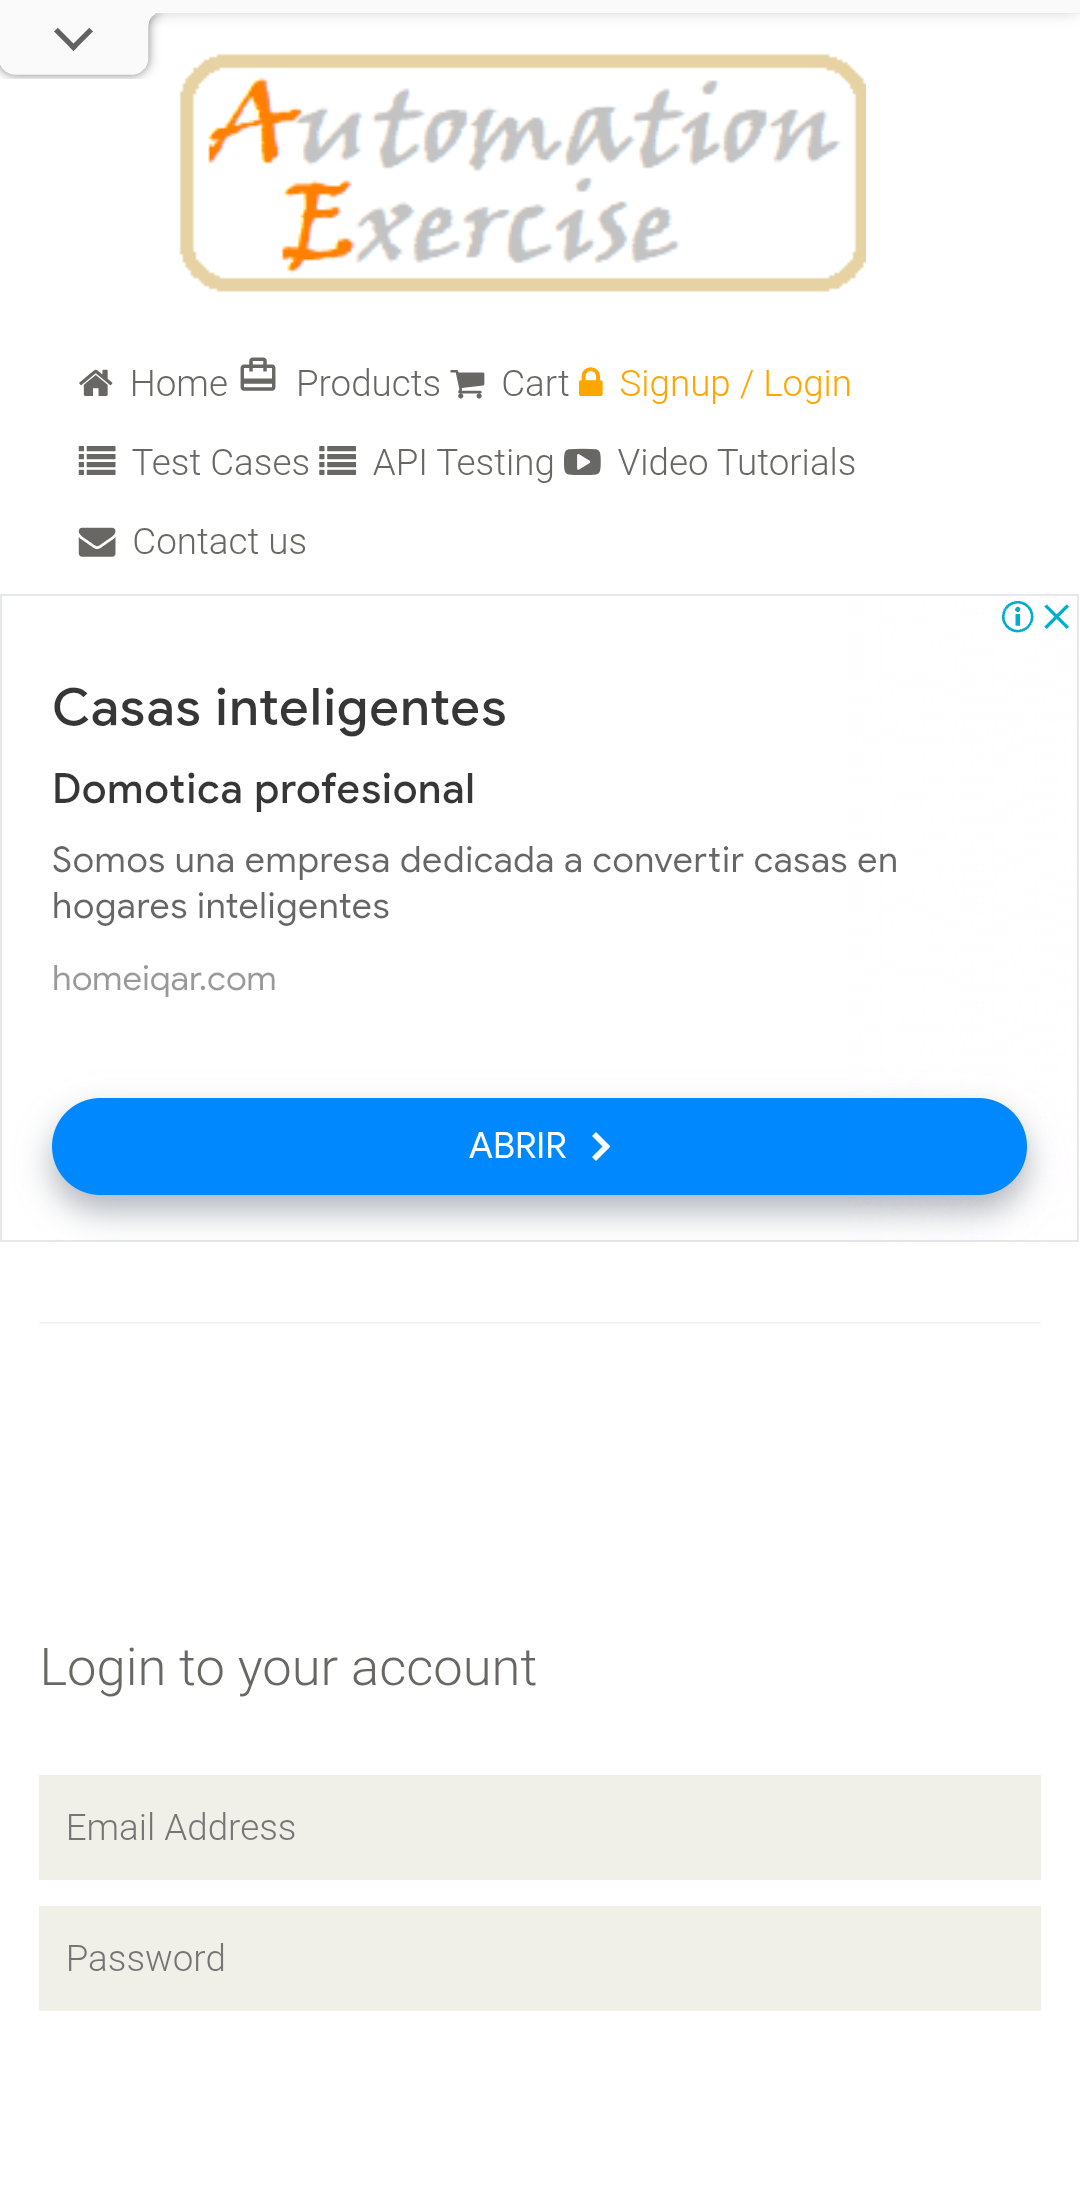 Automation
Exercise
Home Products Cart Signup / Login
Test Cases API Testing Video Tutorials
Contact us
Casas inteligentes
Domotica profesional
Somos una empresa dedicada a convertir casas en
hogares inteligentes
homeiqar.com
ABRIR
Login to your account
Email Address
Password